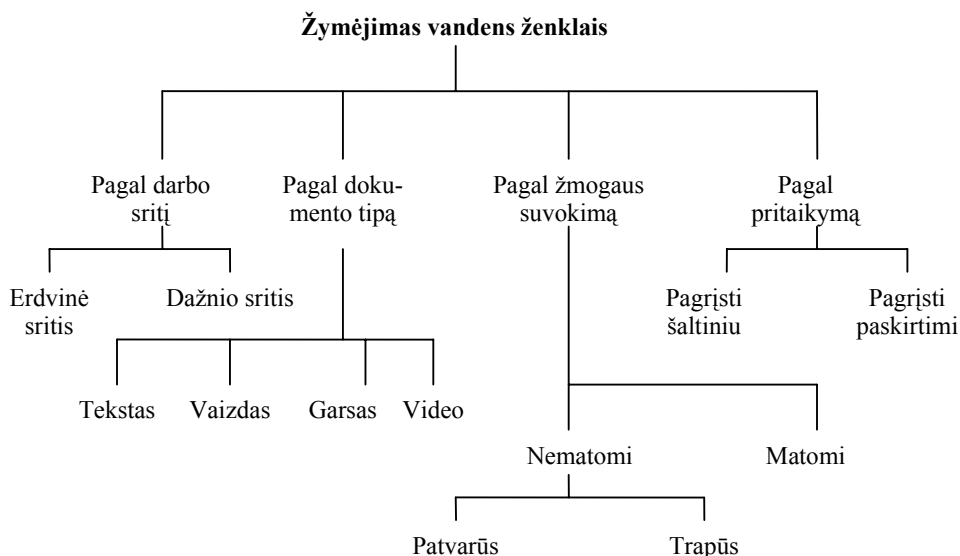 Žymėjimas vandens ženklais
Pagal darbo
sritį
Pagal doku-
mento tipą
Pagal žmogaus
suvokimą
Pagal
pritaikymą
Erdvinė
sritis
Dažnio sritis
Pagrįsti
šaltiniu
Pagrįsti
paskirtimi
Tekstas
Vaizdas
Garsas
Video
Nematomi
Matomi
Patvarūs
Trapūs